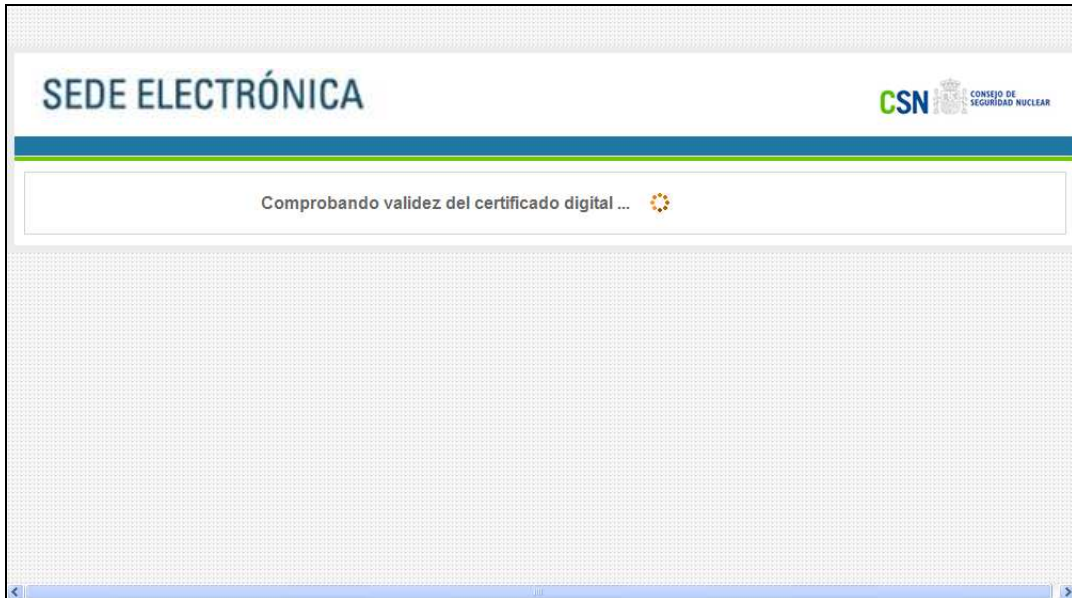 SEDE ELECTRÓNICA
CSN
CONSEJO DE
SEGURIDAD NUCLEAR
Comprobando validez del certificado digital ...